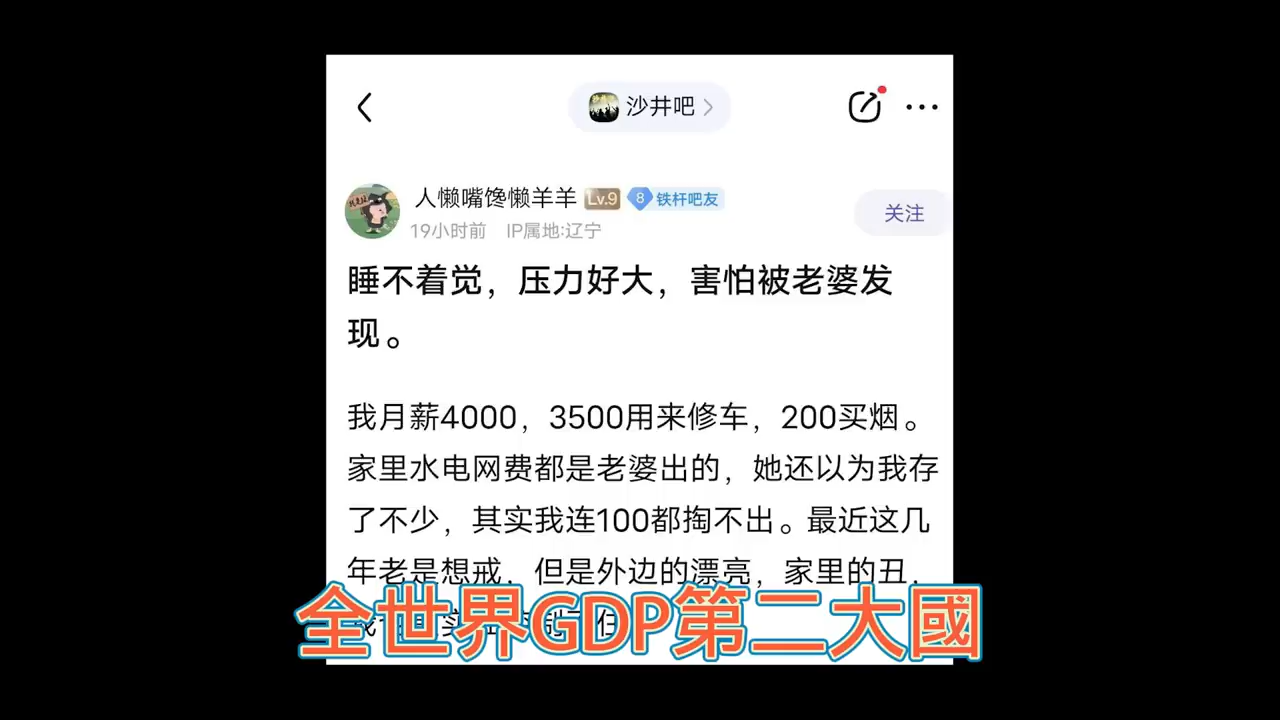 沙井吧
人懒嘴馋懒羊羊 Lv.9 8 铁杆吧友
关注
19小时前 IP属地:辽宁
睡不着觉，压力好大，害怕被老婆发
现。
我月薪4000，3500用来修车，200买烟。
家里水电网费都是老婆出的，她还以为我存
了不少，其实我连100都掏不出。最近这几
年老是想戒，但是外边的漂亮，家里的丑，
全世界GDP第二大國